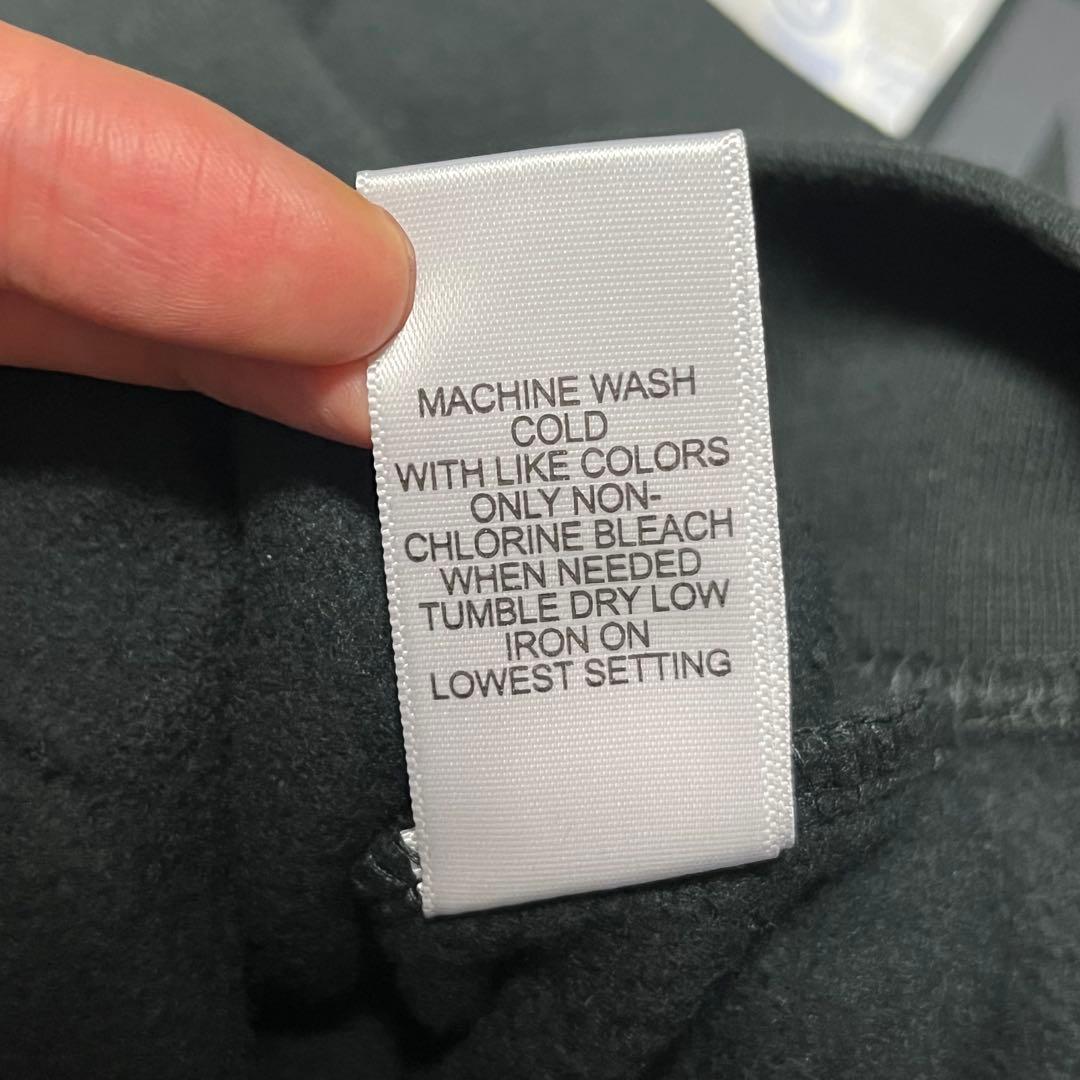 MACHINE WASH
COLD
WITH LIKE COLORS
ONLY NON-
CHLORINE BLEACH
WHEN NEEDED
TUMBLE DRY LOW
IRON ON
LOWEST SETTING